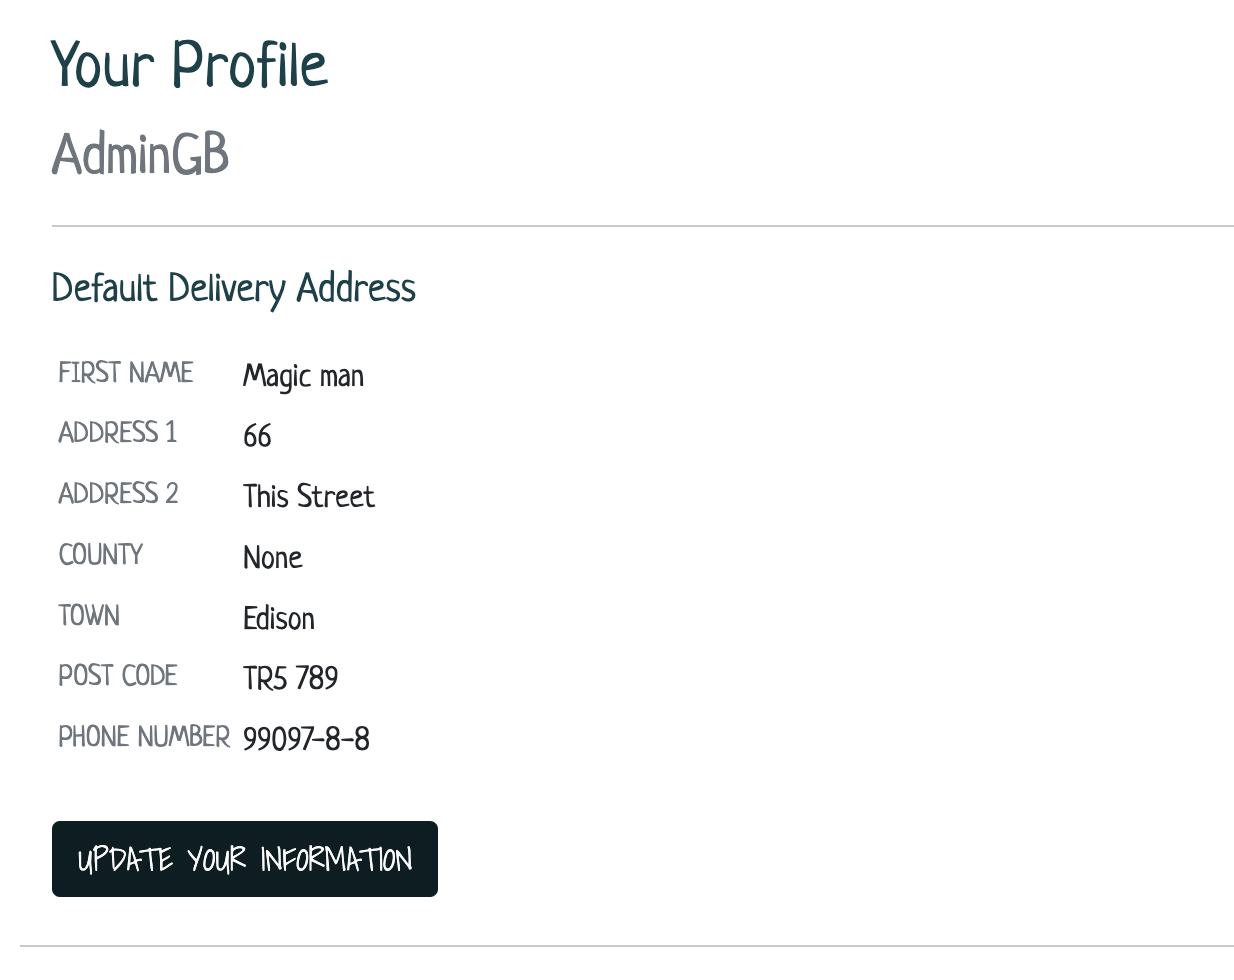 Your Profile
AdminGB
Default Delivery Address
FIRST NAME Magic man
ADDRESS 1 66
ADDRESS 2 This Street
COUNTY None
TOWN Edison
POST CODE TR5 789
PHONE NUMBER 99097-8-8
UPDATE YOUR INFORMATION